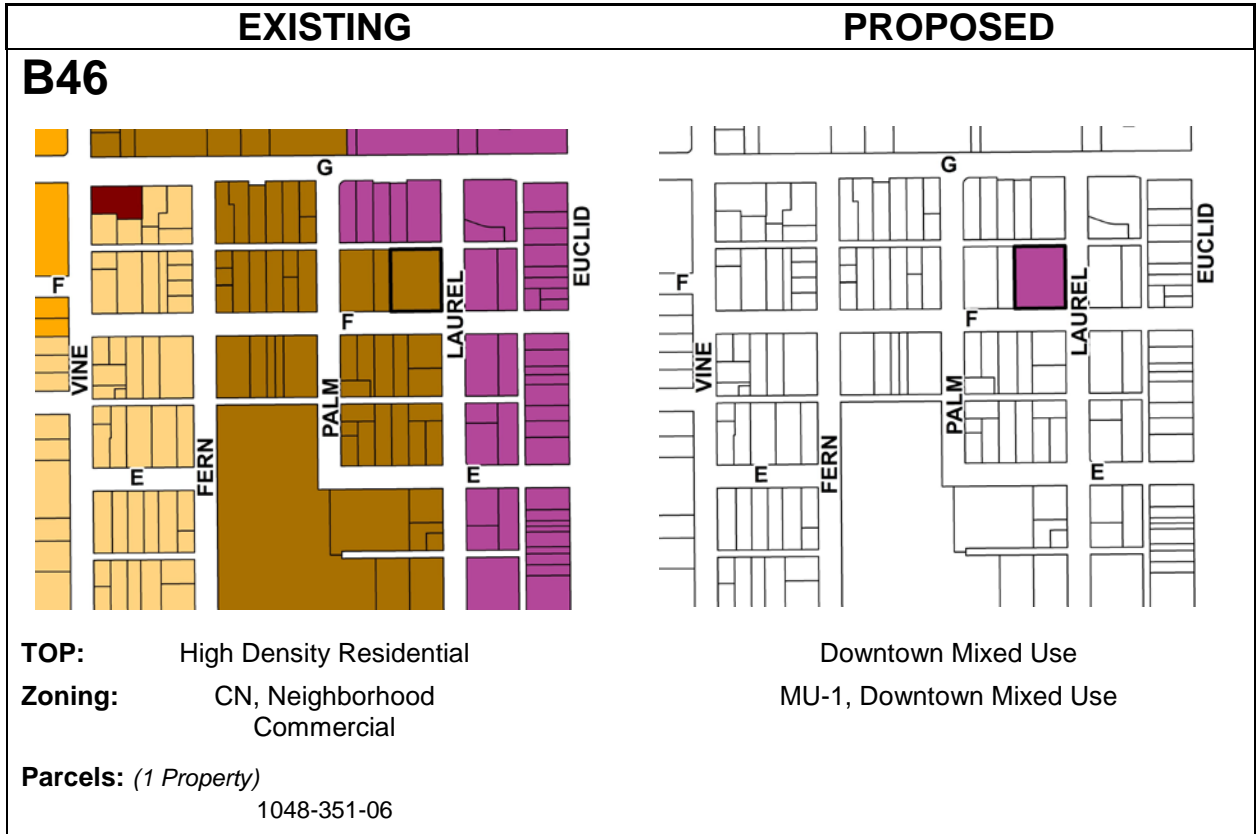 EXISTING
PROPOSED
B46
G
EUCLID
F
LAUREL
F
VINE
PALM
FERN
E
E
G
EUCLID
F
LAUREL
F
VINE
PALM
FERN
E
E
TOP: High Density Residential
Downtown Mixed Use
Zoning: CN, Neighborhood
Commercial
MU-1, Downtown Mixed Use
Parcels: (1 Property)
1048-351-06